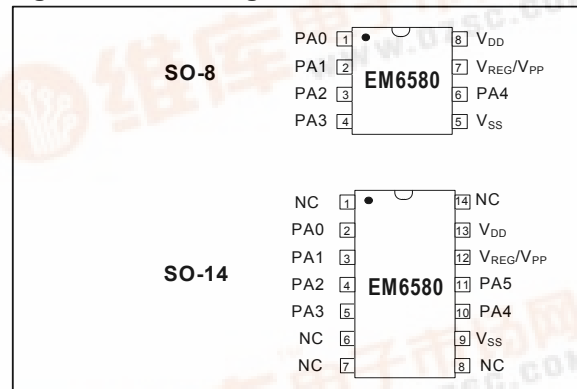 SO-8
PA0 1 8 VDD
PA1 2 7 VREG/VPP
EM6580
PA2 3 6 PA4
PA3 4 5 VSS
SO-14
NC 1 14 NC
PA0 2 13 VDD
PA1 3 12 VREG/VPP
PA2 4 EM6580 11 PA5
PA3 5 10 PA4
NC 6 9 VSS
NC 7 8 NC